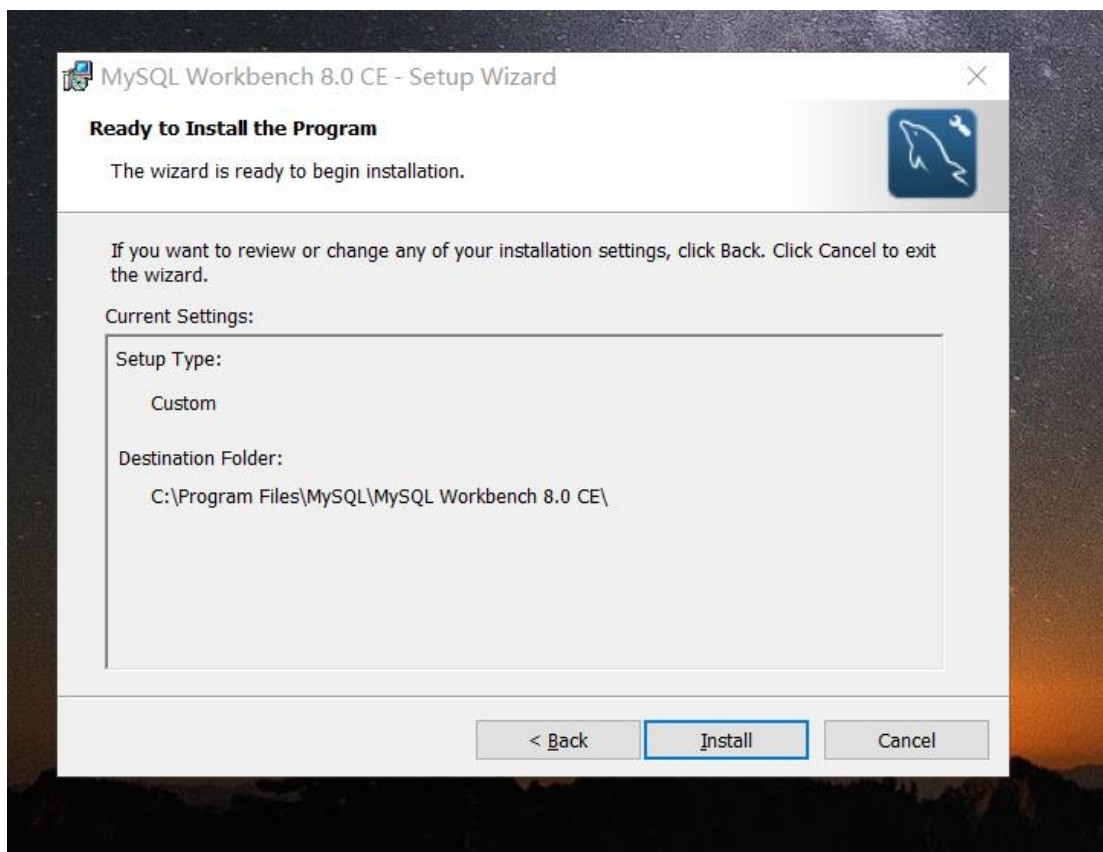 MySQL Workbench 8.0 CE - Setup Wizard
Ready to Install the Program
The wizard is ready to begin installation.
If you want to review or change any of your installation settings, click Back. Click Cancel to exit
the wizard.
Current Settings:
Setup Type:
Custom
Destination Folder:
C:\Program Files\MySQL\MySQL Workbench 8.0 CE\
< Back
Install
Cancel